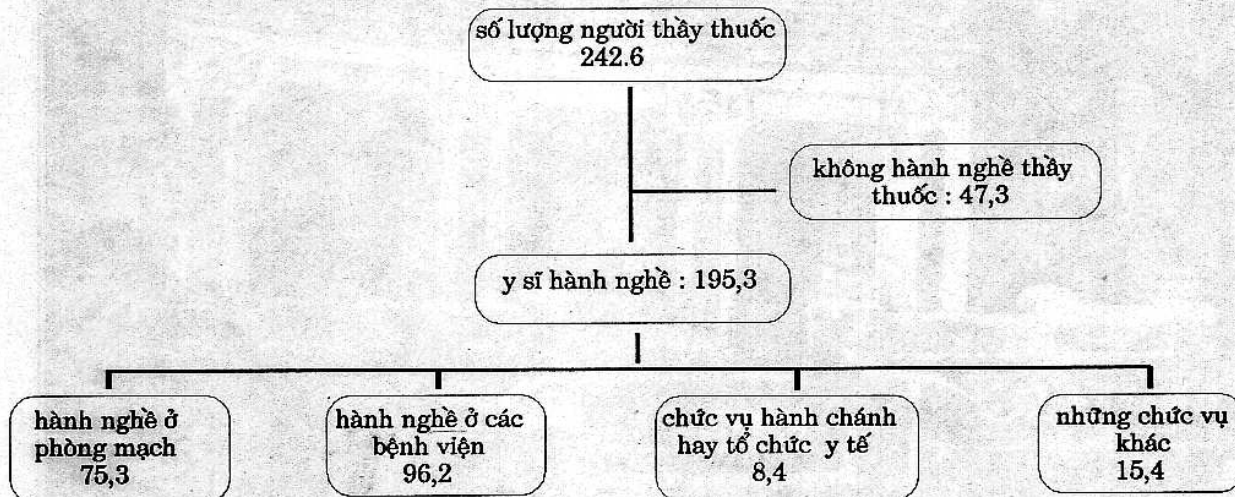 số lượng người thầy thuốc
242.6
không hành nghề thầy
thuốc : 47,3
y sĩ hành nghề : 195,3
hành nghề ở
phòng mạch
75,3
hành nghề ở các
bệnh viện
96,2
chức vụ hành chánh
hay tổ chức y tế
8,4
những chức vụ
khác
15,4